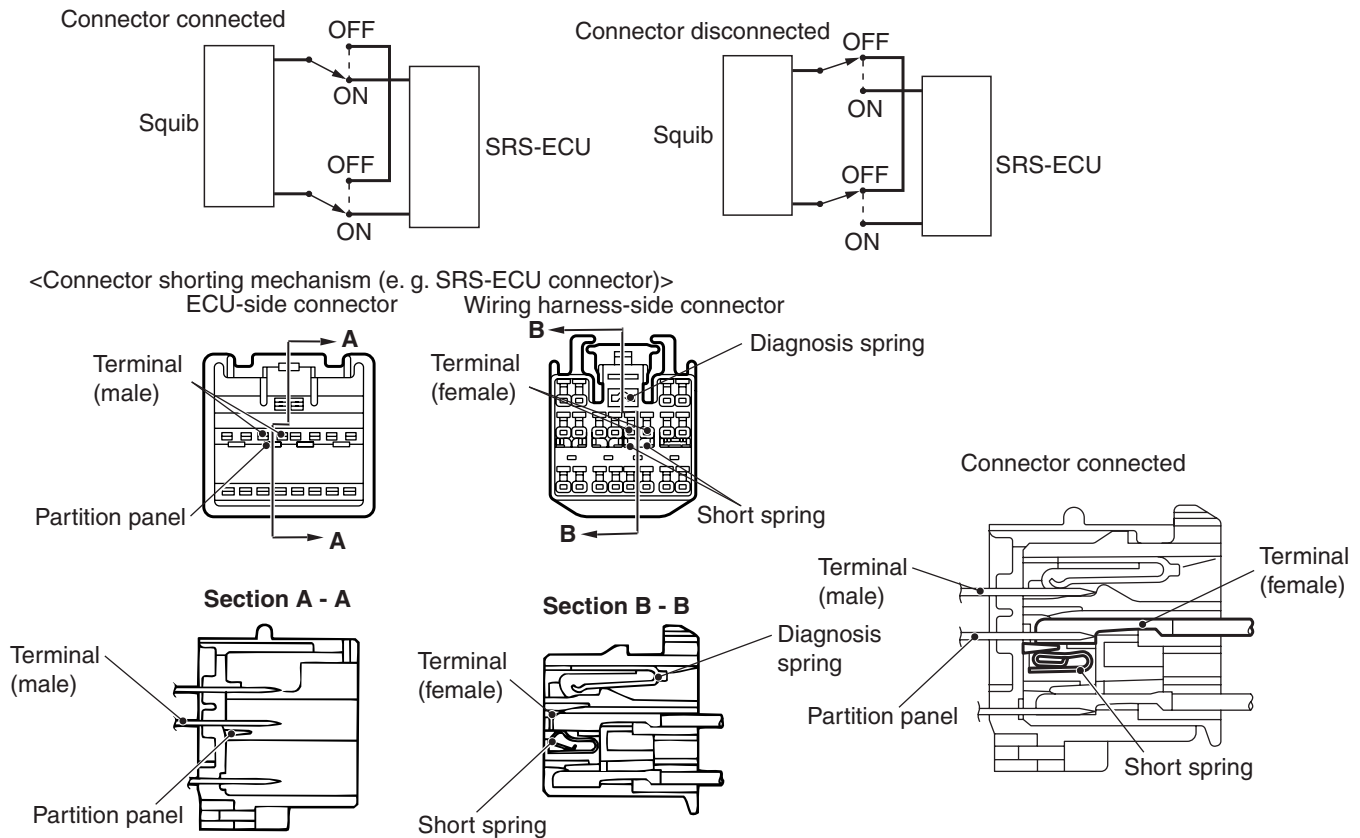 Connector connected
OFF
ON
Squib
SRS-ECU
OFF
ON
Connector disconnected
OFF
ON
Squib
SRS-ECU
OFF
ON
<Connector shorting mechanism (e. g. SRS-ECU connector)>
ECU-side connector
A
Terminal
(male)
Partition panel
A
Wiring harness-side connector
B
Diagnosis spring
Terminal
(female)
Short spring
B
Section A - A
Terminal
(male)
Partition panel
Section B - B
Terminal
(female)
Diagnosis
spring
Short spring
Connector connected
Terminal
(male)
Terminal
(female)
Partition panel
Short spring